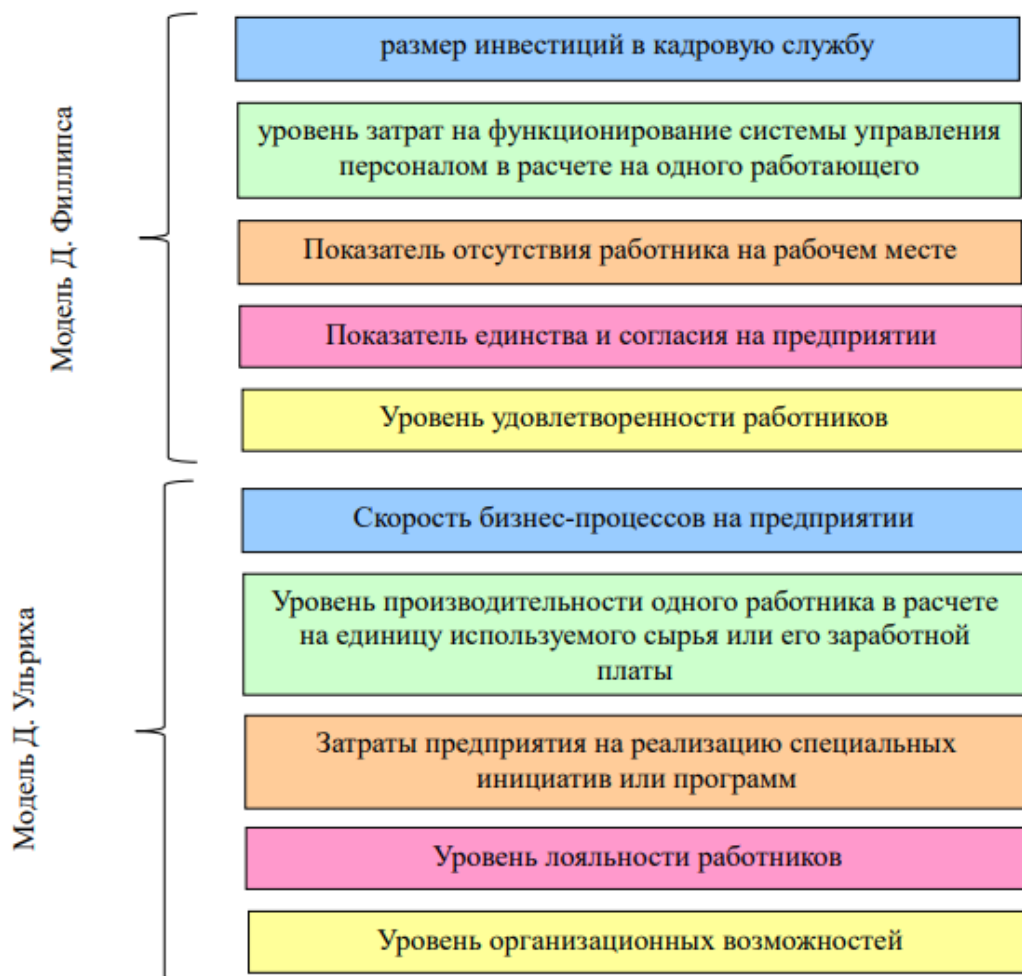 Модель Д. Филлипса
размер инвестиций в кадровую службу
уровень затрат на функционирование системы управления
персоналом в расчете на одного работающего
Показатель отсутствия работника на рабочем месте
Показатель единства и согласия на предприятии
Уровень удовлетворенности работников
Модель Д. Ульриха
Скорость бизнес-процессов на предприятии
Уровень производительности одного работника в расчете
на единицу используемого сырья или его заработной
платы
Затраты предприятия на реализацию специальных
инициатив или программ
Уровень лояльности работников
Уровень организационных возможностей